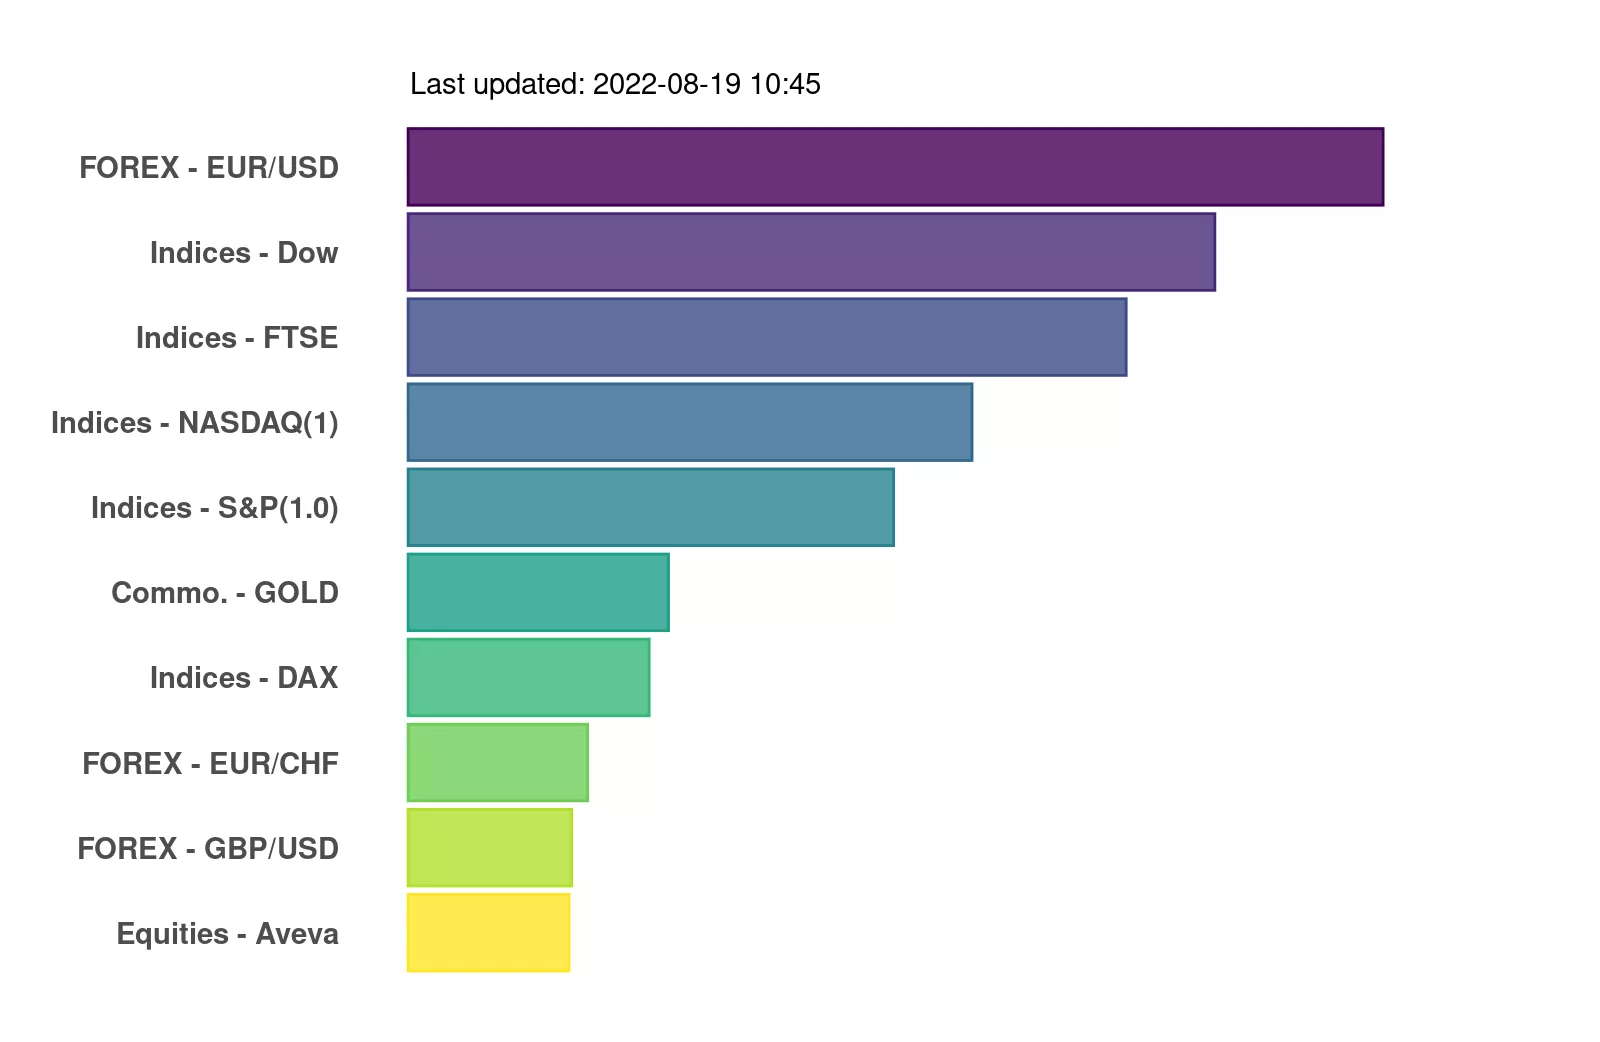 Last updated: 2022-08-19 10:45
FOREX - EUR/USD
Indices - Dow
Indices - FTSE
Indices - NASDAQ(1)
Indices - S&P(1.0)
Commo. - GOLD
Indices - DAX
FOREX - EUR/CHF
FOREX - GBP/USD
Equities - Aveva